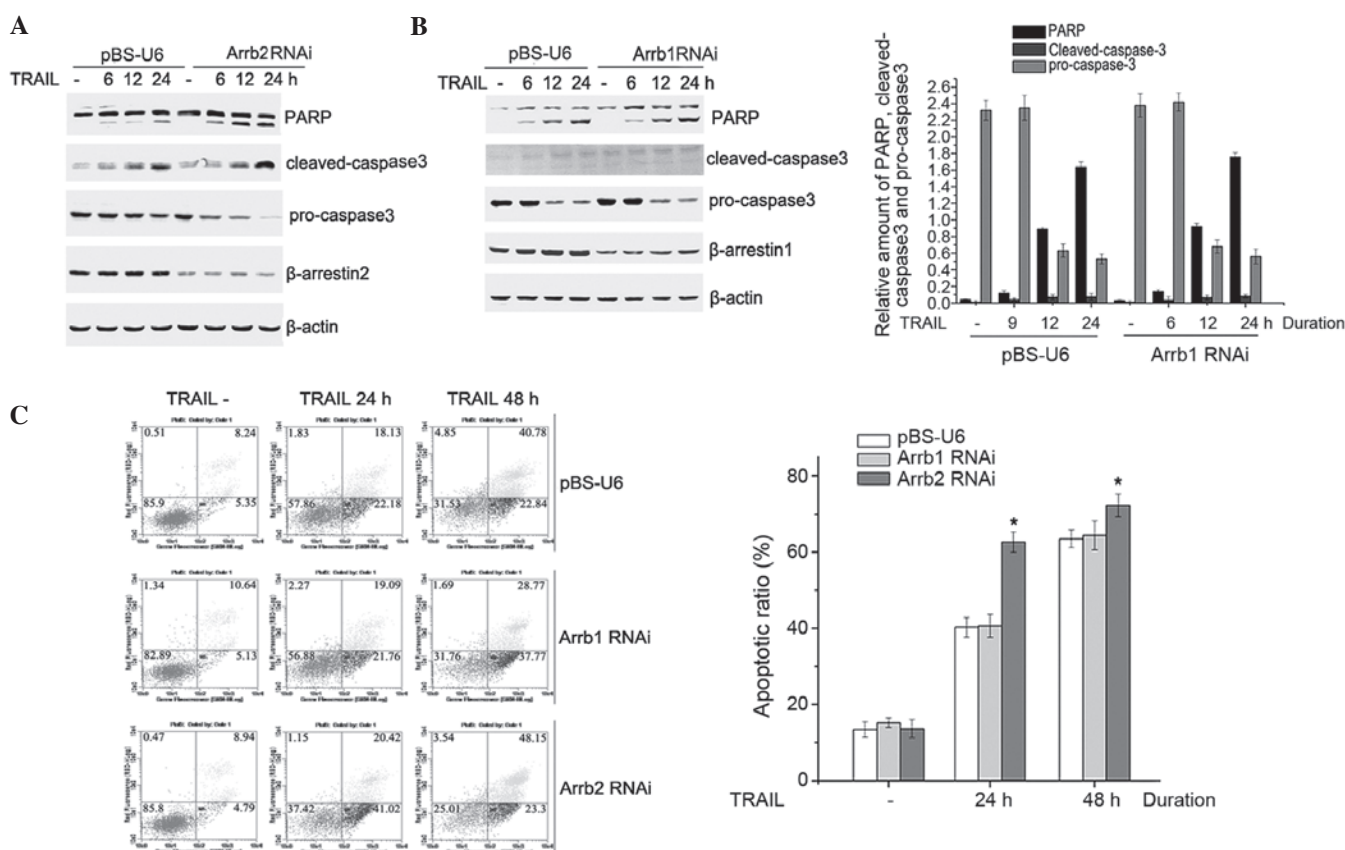 A
pBS-U6 Arrb2RNAi
TRAIL - 6 12 24 - 6 12 24 h
PARP
cleaved-caspase3
pro-caspase3
β-arrestin2
β-actin
B
pBS-U6 Arrb1RNAi
TRAIL - 6 12 24 - 6 12 24 h
PARP
cleaved-caspase3
pro-caspase3
β-arrestin1
β-actin
PARP
Cleaved-caspase-3
pro-caspase-3
Relative amount of PARP, cleaved-
caspase3 and pro-caspase3
2.6
2.4
2.2
2.0
1.8
1.6
1.4
1.2
1.0
0.8
0.6
0.4
0.2
0.0
TRAIL - 9 12 24 - 6 12 24 h Duration
pBS-U6 Arrb1 RNAi
C
TRAIL - TRAIL 24 h TRAIL 48 h
0.51 8.24 1.83 18.13 4.85 40.78
pBS-U6
85.9 5.35 57.86 22.18 31.53 22.84
1.34 10.64 2.27 19.09 1.69 28.77
Arrb1 RNAi
82.89 5.13 56.88 21.76 31.76 37.77
0.47 8.94 1.15 20.42 3.54 48.15
Arrb2 RNAi
85.8 4.79 37.42 41.02 25.01 23.3
pBS-U6
Arrb1 RNAi
Arrb2 RNAi
Apoptotic ratio (%)
80
60
40
20
0
* *
TRAIL - 24 h 48 h Duration